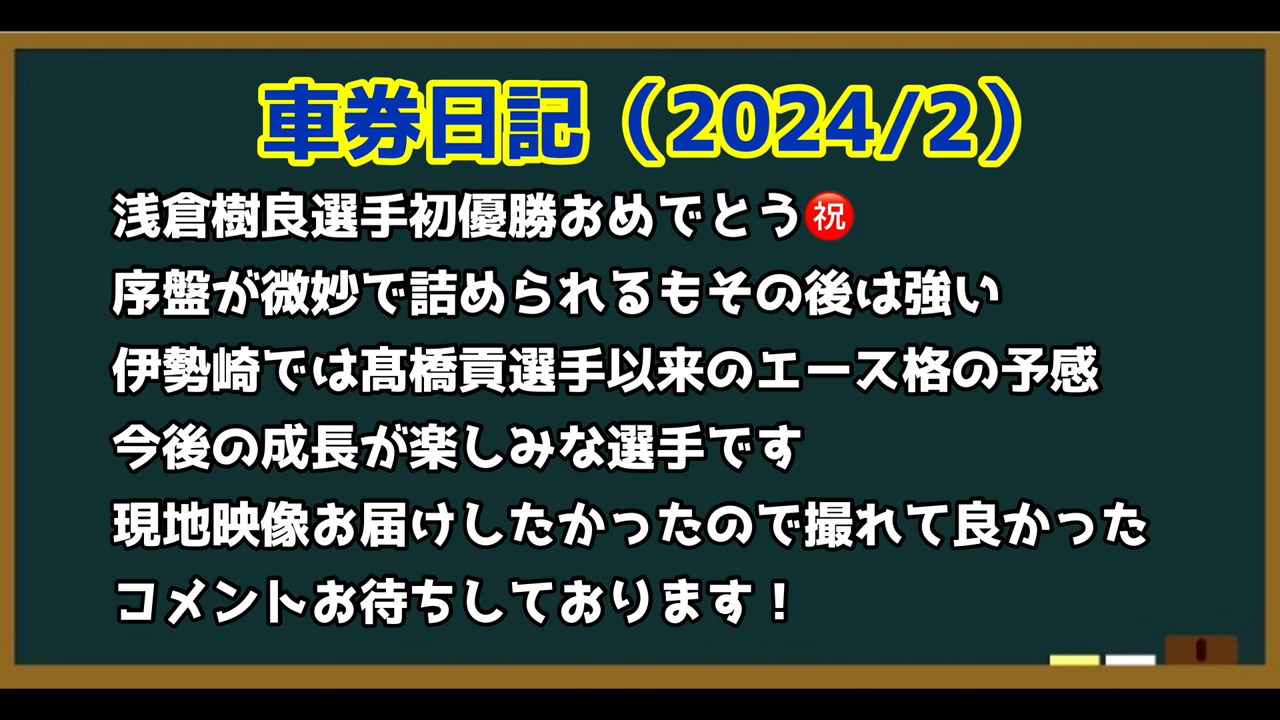 車券日記（2024/2）
浅倉樹良選手初優勝おめでとう㊗
序盤が微妙で詰められるもその後は強い
伊勢崎では髙橋貢選手以来のエース格の予感
今後の成長が楽しみな選手です
現地映像お届けしたかったので撮れて良かった
コメントお待ちしております！